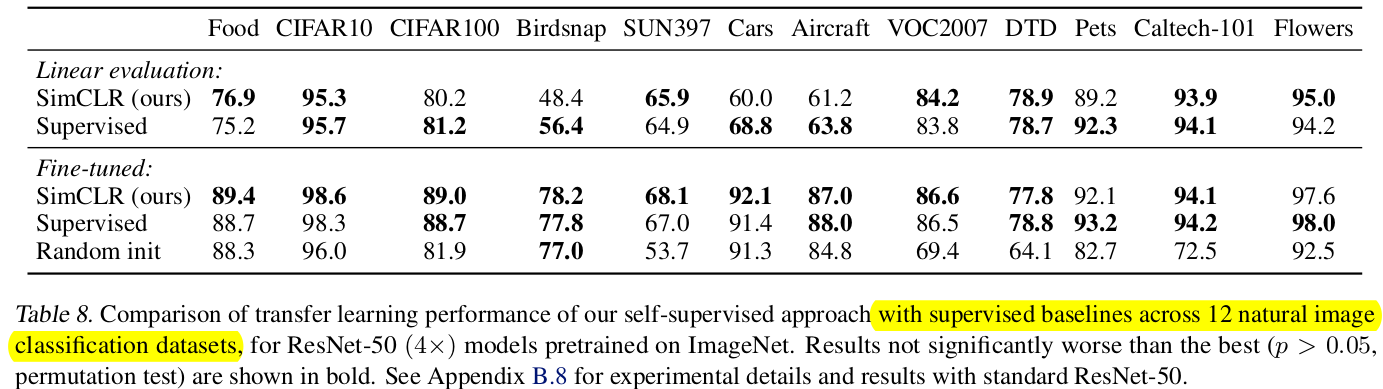 Food CIFAR10 CIFAR100 Birdsnap SUN397 Cars Aircraft VOC2007 DTD Pets Caltech-101 Flowers
Linear evaluation:
SimCLR (ours) 76.9 95.3 80.2 48.4 65.9 60.0 61.2 84.2 78.9 89.2 93.9 95.0
Supervised 75.2 95.7 81.2 56.4 64.9 68.8 63.8 83.8 78.7 92.3 94.1 94.2
Fine-tuned:
SimCLR (ours) 89.4 98.6 89.0 78.2 68.1 92.1 87.0 86.6 77.8 92.1 94.1 97.6
Supervised 88.7 98.3 88.7 77.8 67.0 91.4 88.0 86.5 78.8 93.2 94.2 98.0
Random init 88.3 96.0 81.9 77.0 53.7 91.3 84.8 69.4 64.1 82.7 72.5 92.5
Table 8. Comparison of transfer learning performance of our self-supervised approach with supervised baselines across 12 natural image
classification datasets, for ResNet-50 (4×) models pretrained on ImageNet. Results not significantly worse than the best (p > 0.05,
permutation test) are shown in bold. See Appendix B.8 for experimental details and results with standard ResNet-50.